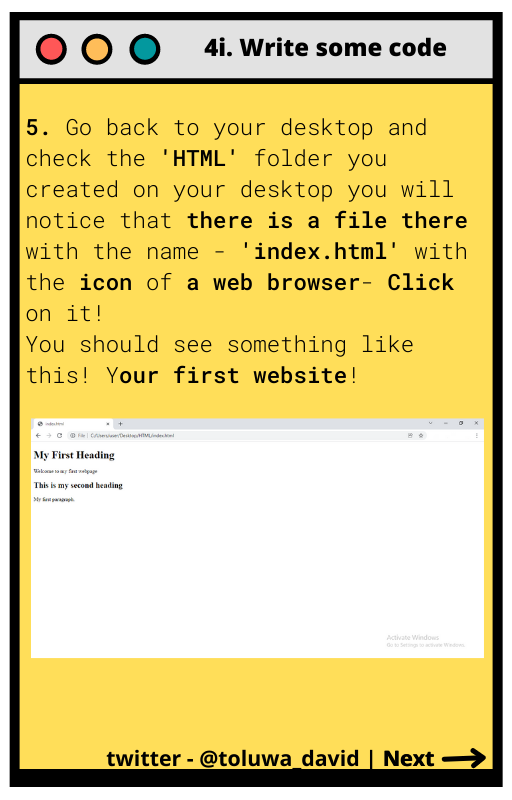 4i. Write some code
5. Go back to your desktop and
check the 'HTML' folder you
created on your desktop you will
notice that there is a file there
with the name - 'index.html' with
the icon of a web browser- Click
on it!
You should see something like
this! Your first website!
index.html
File | C:/Users/user/Desktop/HTML/index.html
My First Heading
Welcome to my first webpage
This is my second heading
My first paragraph.
Activate Windows
Go to Settings to activate Windows.
twitter - @toluwa_david | Next